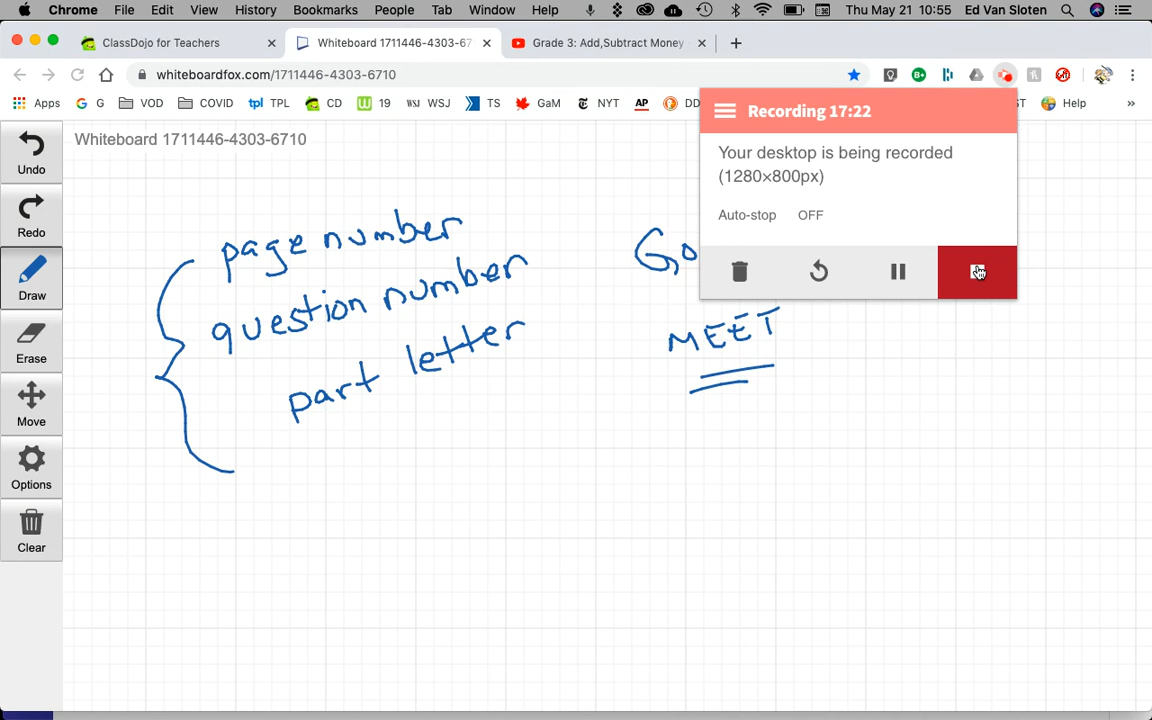 Chrome File Edit View History Bookmarks People Tab Window Help Thu May 21 10:55 Ed Van Sloten
ClassDojo for Teachers
Whiteboard 1711446-4303-67
Grade 3: Add,Subtract Money
whiteboardfox.com/1711446-4303-6710
Apps G VOD COVID tpl TPL CD 19 WSJ WSJ TS GaM NYT AP DD ST Help »
Recording 17:22
Your desktop is being recorded
(1280×800px)
Auto-stop OFF
Whiteboard 1711446-4303-6710
Undo
Redo
Draw
Erase
Move
Options
Clear
page number
question number
part letter
Go
MEET